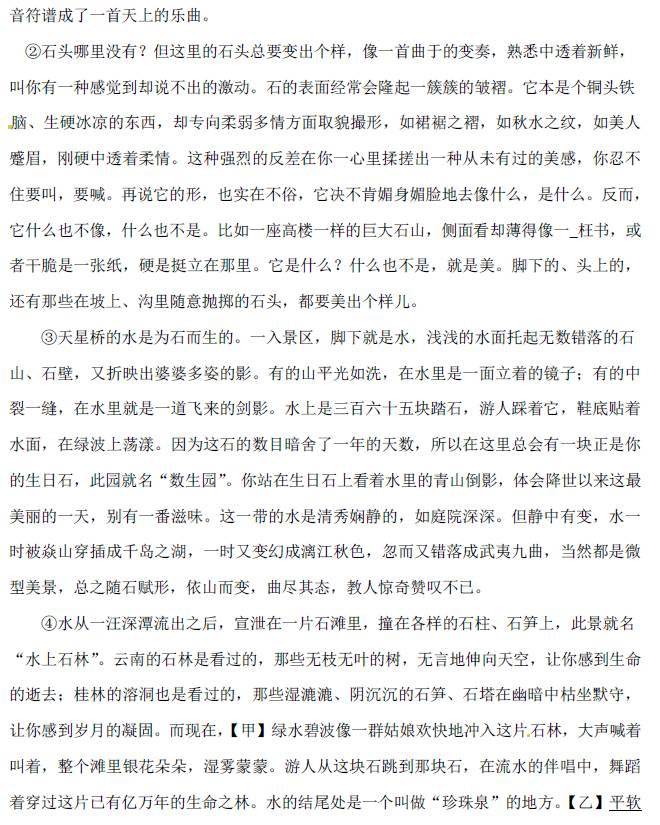 音符谱成了一首天上的乐曲。
②石头哪里没有？但这里的石头总要变出个样，像一首曲于的变奏，熟悉中透着新鲜，
叫你有一种感觉到却说不出的激动。石的表面经常会隆起一簇簇的皱褶。它本是个铜头铁
脑、生硬冰凉的东西，却专向柔弱多情方面取貌撮形，如裙裾之褶，如秋水之纹，如美人
蹙眉，刚硬中透着柔情。这种强烈的反差在你一心里揉搓出一种从未有过的美感，你忍不
住要叫，要喊。再说它的形，也实在不俗，它决不肯媚身媚脸地去像什么，是什么。反而，
它什么也不像，什么也不是。比如一座高楼一样的巨大石山，侧面看却薄得像一_枉书，或
者干脆是一张纸，硬是挺立在那里。它是什么？什么也不是，就是美。脚下的、头上的，
还有那些在坡上、沟里随意抛掷的石头，都要美出个样儿。
③天星桥的水是为石而生的。一入景区，脚下就是水，浅浅的水面托起无数错落的石
山、石壁，又折映出婆婆多姿的影。有的山平光如洗，在水里是一面立着的镜子；有的中
裂一缝，在水里就是一道飞来的剑影。水上是三百六十五块踏石，游人踩着它，鞋底贴着
水面，在绿波上荡漾。因为这石的数目暗舍了一年的天数，所以在这里总会有一块正是你
的生日石，此园就名“数生园”。你站在生日石上看着水里的青山倒影，体会降世以来这最
美丽的一天，别有一番滋味。这一带的水是清秀娴静的，如庭院深深。但静中有变，水一
时被焱山穿插成千岛之湖，一时又变幻成漓江秋色，忽而又错落成武夷九曲，当然都是微
型美景，总之随石赋形，依山而变，曲尽其态，教人惊奇赞叹不已。
④水从一汪深潭流出之后，宣泄在一片石滩里，撞在各样的石柱、石笋上，此景就名
“水上石林”。云南的石林是看过的，那些无枝无叶的树，无言地伸向天空，让你感到生命
的逝去；桂林的溶洞也是看过的，那些湿漉漉、阴沉沉的石笋、石塔在幽暗中枯坐默守，
让你感到岁月的凝固。而现在，【甲】绿水碧波像一群姑娘欢快地冲入这片石林，大声喊着
叫着，整个滩里银花朵朵，湿雾蒙蒙。游人从这块石跳到那块石，在流水的伴唱中，舞蹈
着穿过这片已有亿万年的生命之林。水的结尾处是一个叫做“珍珠泉”的地方。【乙】平软